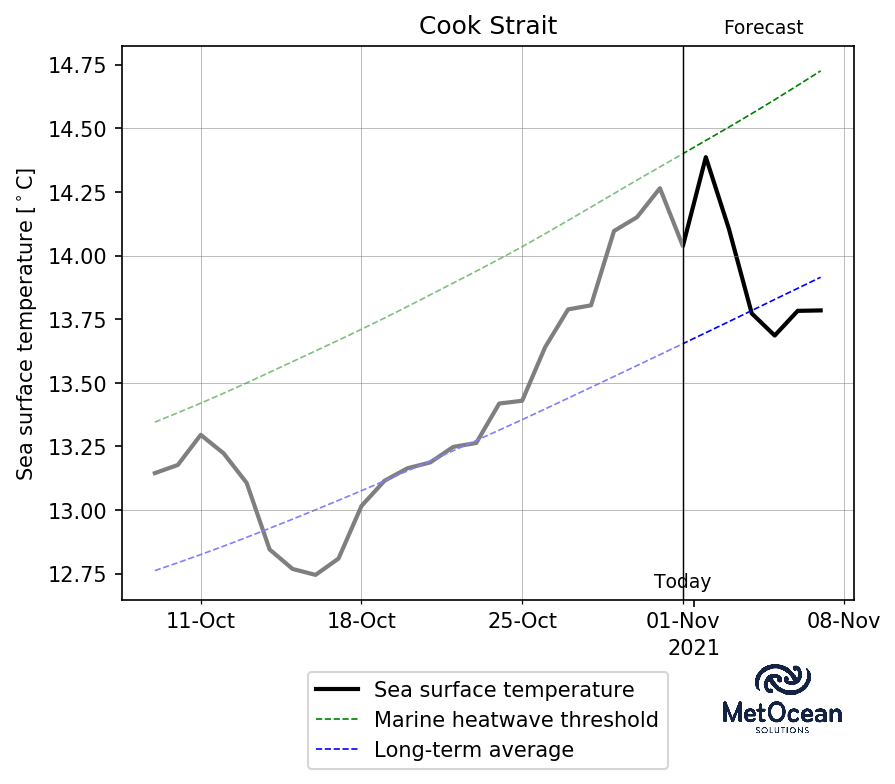 Cook Strait
Forecast
Sea surface temperature [°C]
14.75
14.50
14.25
14.00
13.75
13.50
13.25
13.00
12.75
Today
11-Oct
18-Oct
25-Oct
01-Nov
08-Nov
2021
Sea surface temperature
Marine heatwave threshold
Long-term average
MetOcean
SOLUTIONS